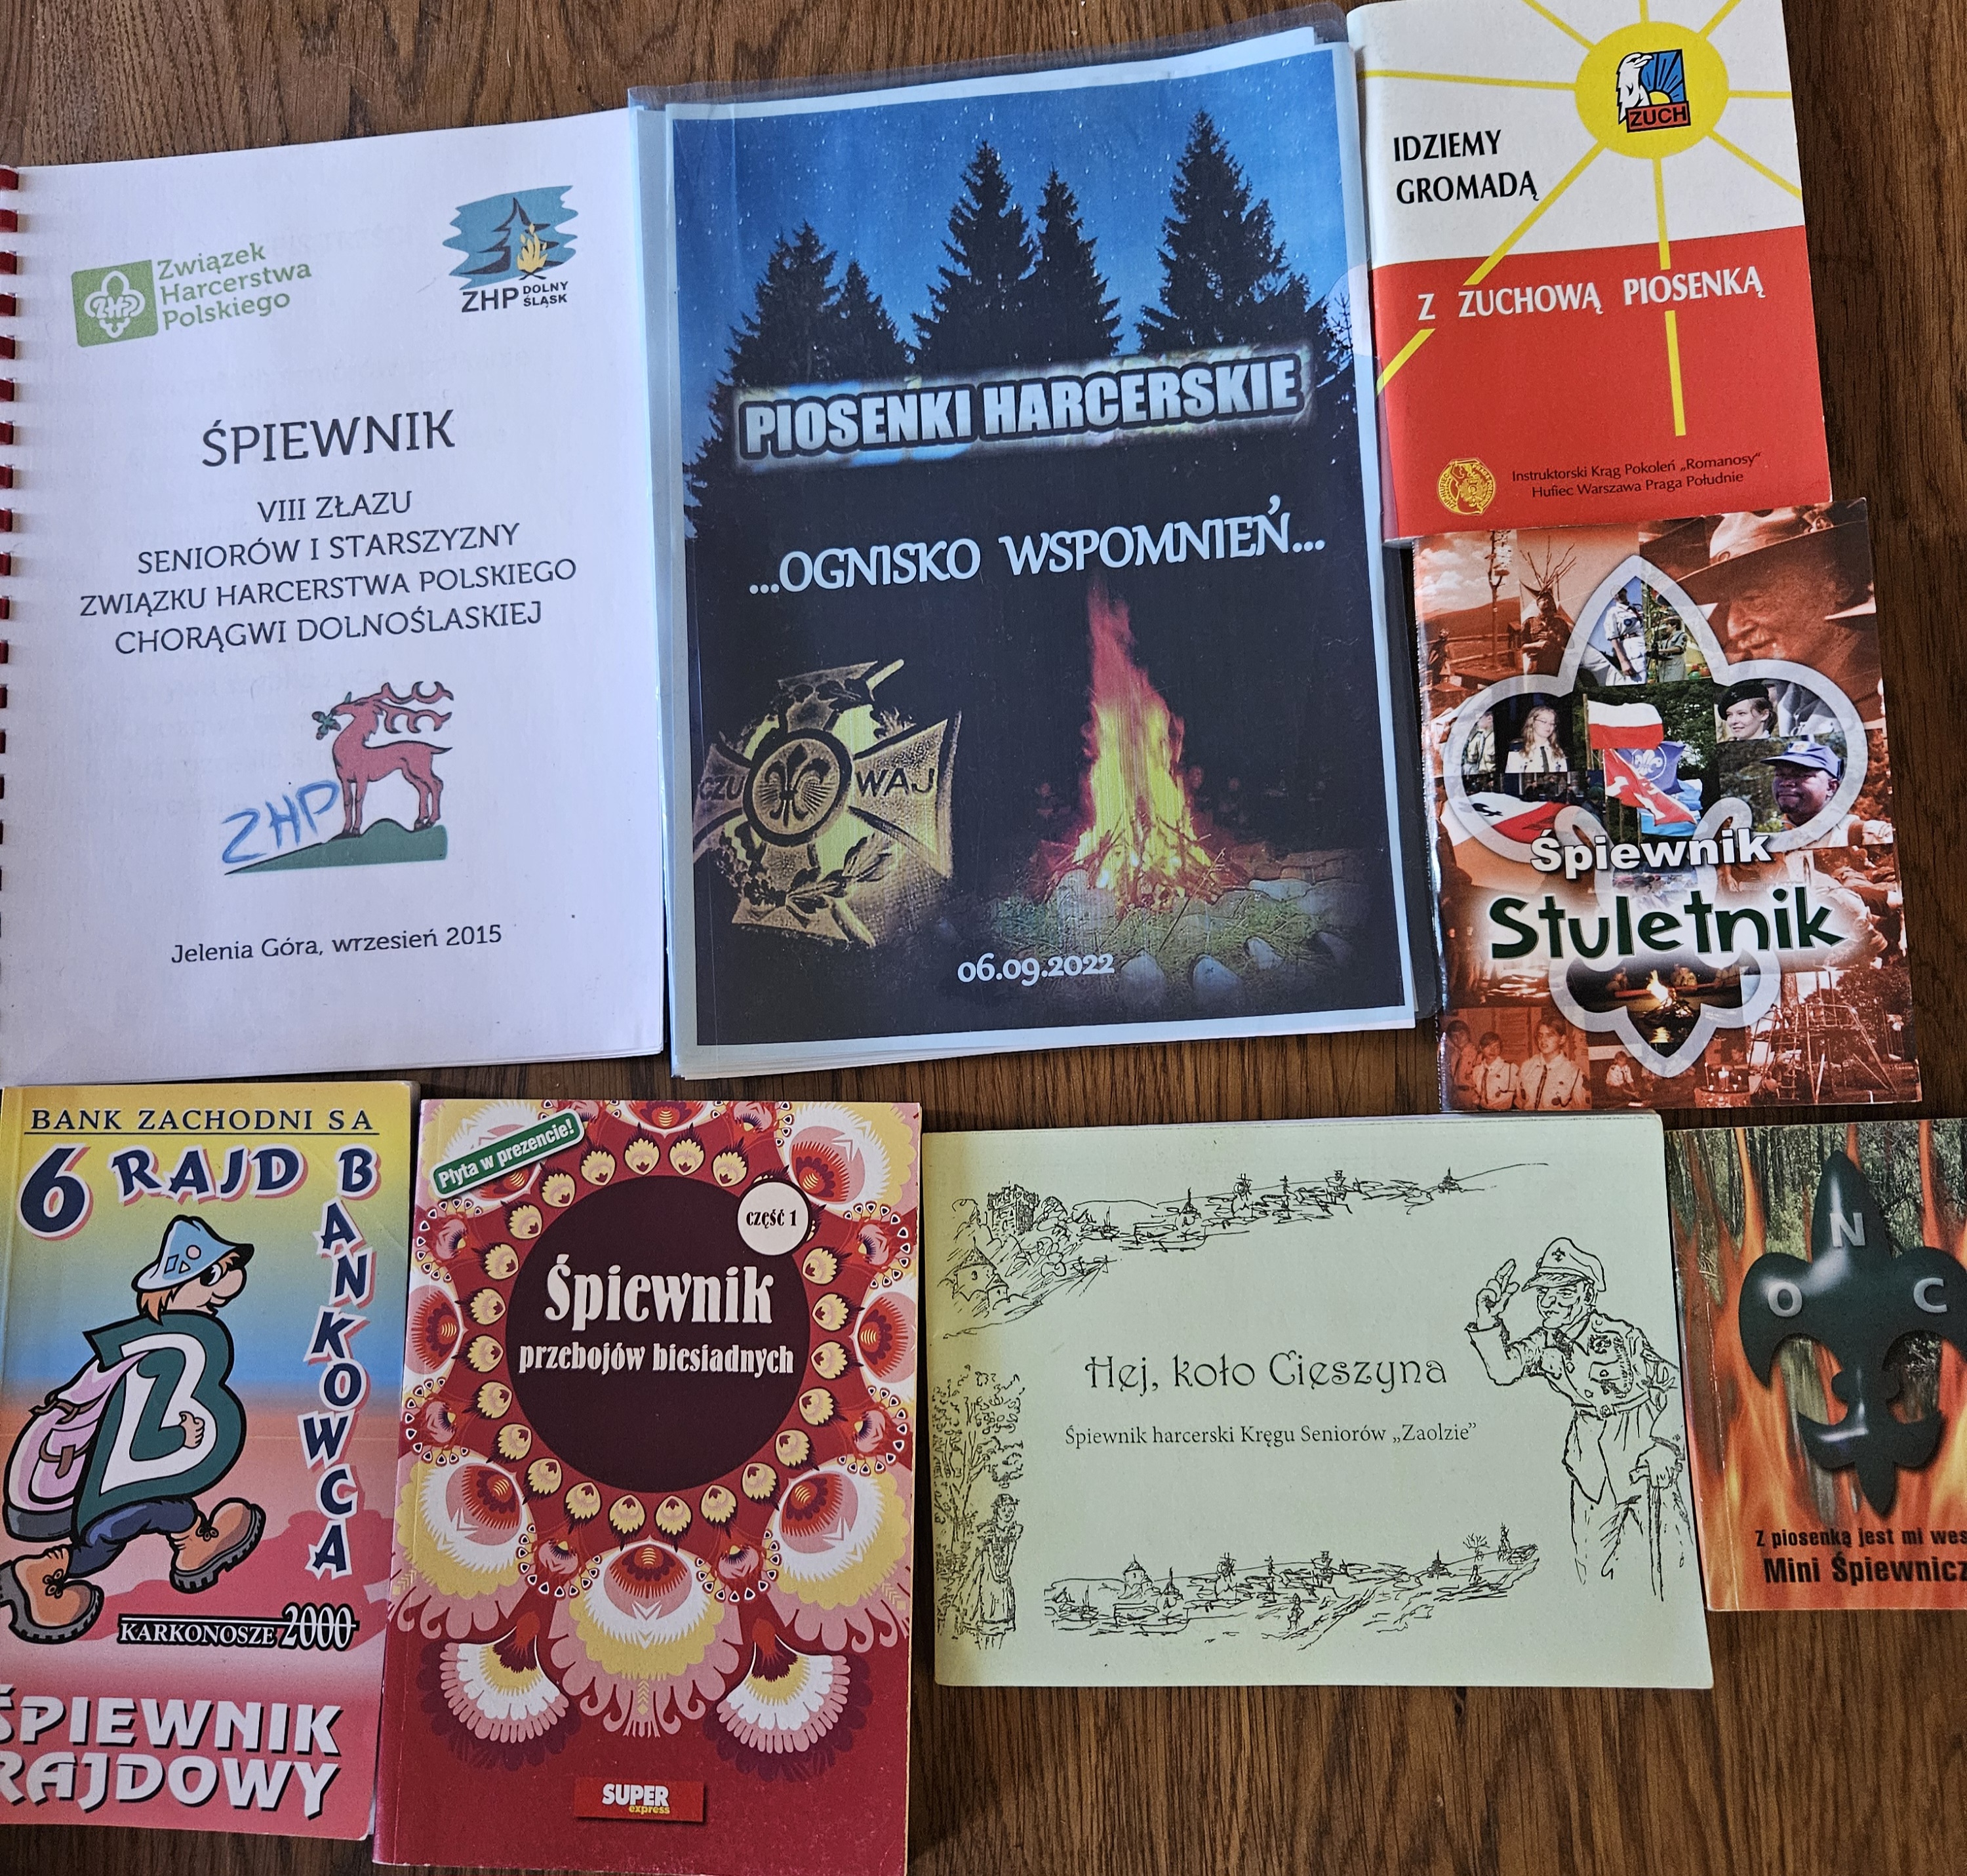 Związek
Harcerstwa
Polskiego
ZHP
ZHP DOLNY
ŚLĄSK
ŚPIEWNIK
VIII ZŁAZU
SENIORÓW I STARSZYZNY
ZWIĄZKU HARCERSTWA POLSKIEGO
CHORĄGWI DOLNOŚLASKIEJ
ZHP
Jelenia Góra, wrzesień 2015
PIOSENKI HARCERSKIE
...OGNISKO WSPOMNIEŃ...
CZU WAJ
06.09.2022
ZUCH
IDZIEMY
GROMADĄ
Z ZUCHOWĄ PIOSENKĄ
Instruktorski Krąg Pokoleń „Romanosy”
Hufiec Warszawa Praga Południe
Śpiewnik
Stuletnik
BANK ZACHODNI SA
6 RAJD BANKOWCA
KARKONOSZE 2000
ŚPIEWNIK
RAJDOWY
Płyta w prezencie!
część 1
Śpiewnik
przebojów biesiadnych
SUPER
express
Hej, koło Cieszyna
Śpiewnik harcerski Kręgu Seniorów „Zaolzie”
O N C
Z piosenką jest mi wes
Mini Śpiewnicz